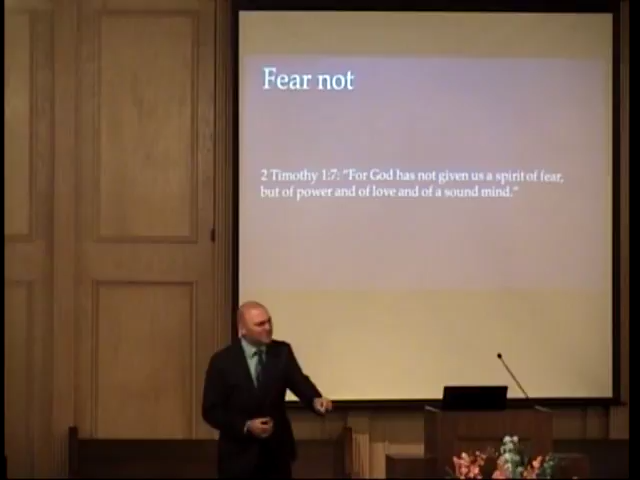 Fear not
2 Timothy 1:7: “For God has not given us a spirit of fear,
but of power and of love and of a sound mind.”